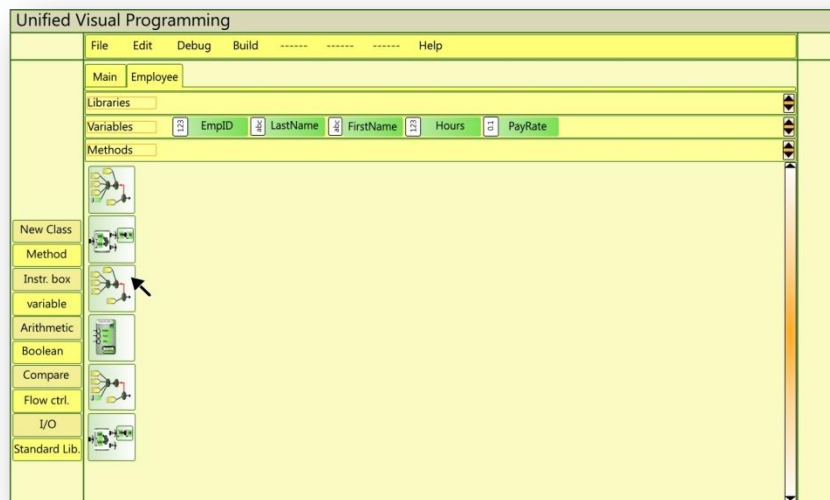 Unified Visual Programming
File Edit Debug Build ------ ------ ------ Help
Main Employee
Libraries
Variables 123 EmpID abc LastName abc FirstName 123 Hours 0.1 PayRate
Methods
New Class
Method
Instr. box
variable
Arithmetic
Boolean
Compare
Flow ctrl.
I/O
Standard Lib.